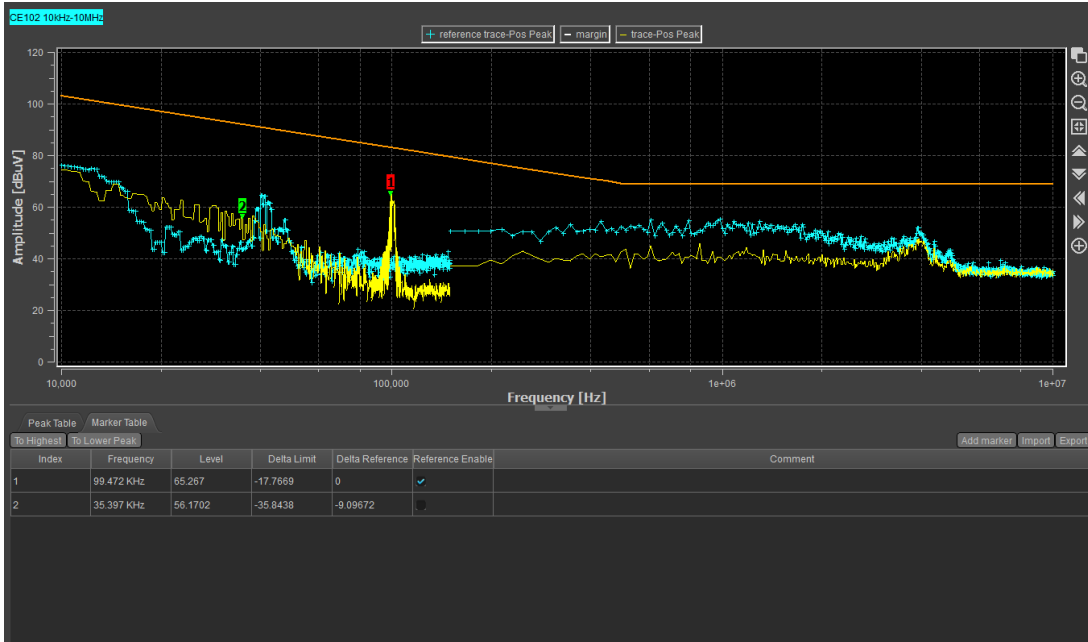 CE102 10kHz-10MHz
reference trace-Pos Peak margin trace-Pos Peak
120
100
80
60
40
20
0
Amplitude [dBuV]
1
2
10,000 100,000 1e+06 1e+07
Frequency [Hz]
Peak Table Marker Table
To Highest To Lower Peak Add marker Import Export
Index Frequency Level Delta Limit Delta Reference Reference Enable Comment
1 99.472 KHz 65.267 -17.7669 0
2 35.397 KHz 56.1702 -35.8438 -9.09672